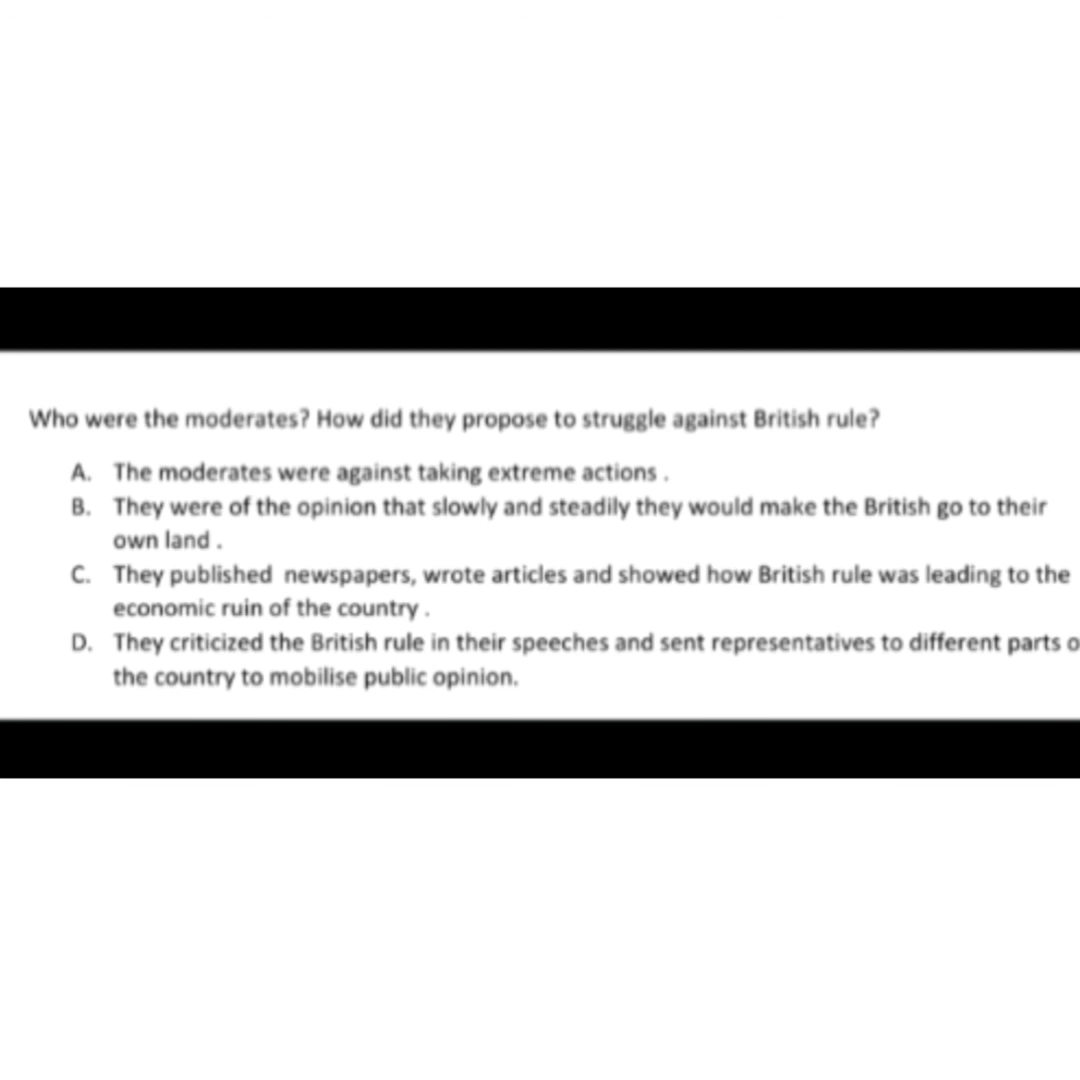 Who were the moderates? How did they propose to struggle against British rule?
A. The moderates were against taking extreme actions .
B. They were of the opinion that slowly and steadily they would make the British go to their
own land .
C. They published newspapers, wrote articles and showed how British rule was leading to the
economic ruin of the country .
D. They criticized the British rule in their speeches and sent representatives to different parts
the country to mobilise public opinion.